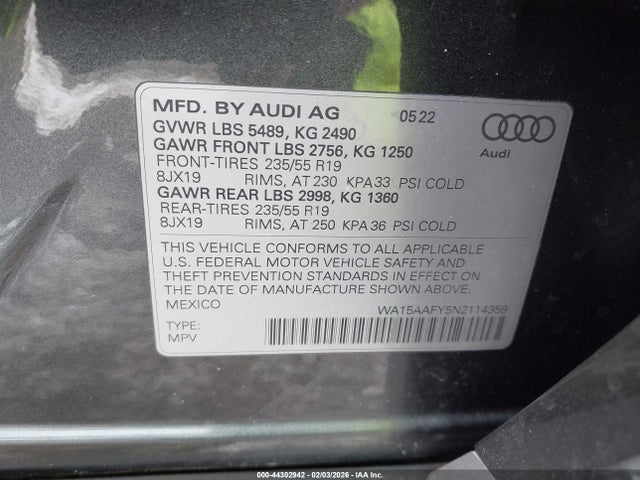 MFD. BY AUDI AG 05 22
GVWR LBS 5489, KG 2490
GAWR FRONT LBS 2756, KG 1250
FRONT-TIRES 235/55 R19
8JX19 RIMS, AT 230 KPA33 PSI COLD
GAWR REAR LBS 2998, KG 1360
REAR-TIRES 235/55 R19
8JX19 RIMS, AT 250 KPA 36 PSI COLD
Audi
THIS VEHICLE CONFORMS TO ALL APPLICABLE
U.S. FEDERAL MOTOR VEHICLE SAFETY AND
THEFT PREVENTION STANDARDS IN EFFECT ON
THE DATE OF MANUFACTURE SHOWN ABOVE.
MEXICO
WA15AAFY5N2114359
TYPE:
MPV
000-44302942 - 02/03/2026 - IAA Inc.